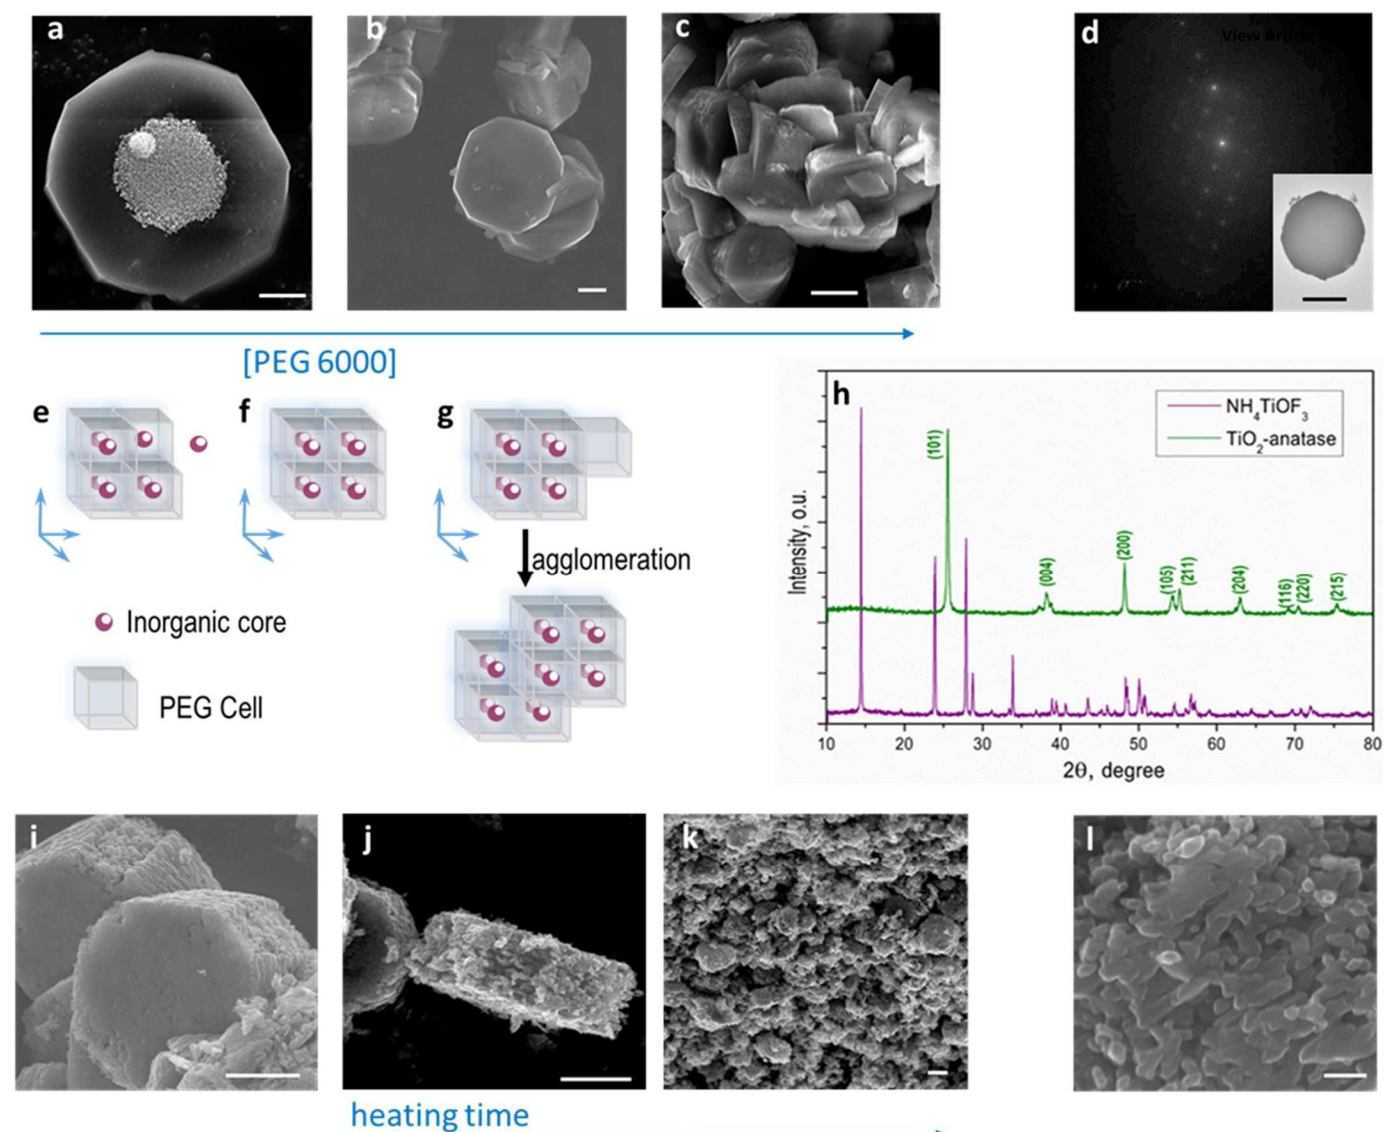 a
b
c
d
View Artic
[PEG 6000]
e
f
g
agglomeration
Inorganic core
PEG Cell
h
NH₄TiOF₃
TiO₂-anatase
(101)
(004)
(200)
(105)
(211)
(204)
(116)
(220)
(215)
Intensity, o.u.
10 20 30 40 50 60 70 80
2θ, degree
i
j
k
l
heating time